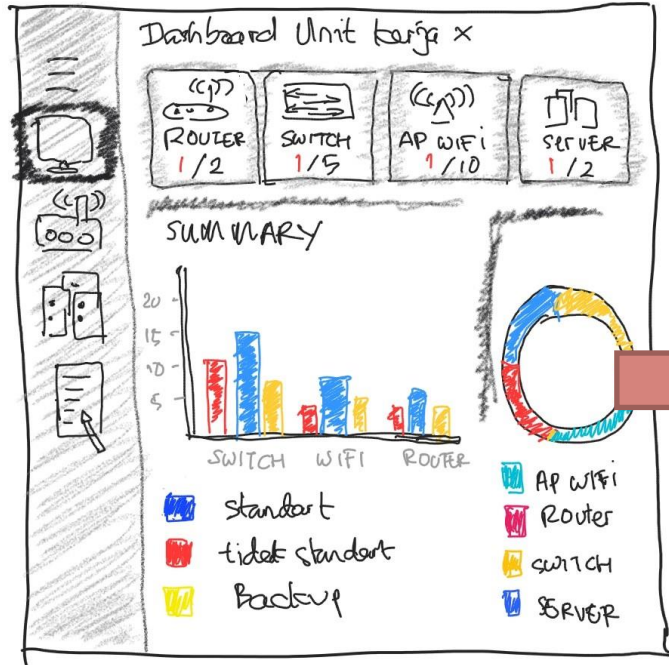 Dashboard Unit kerja x
ROUTER
1/2
SWITCH
1/5
AP WIFI
1/10
SERVER
1/2
SUMMARY
20
15
10
5
SWITCH WIFI ROUTER
standart
tidak standart
Backup
AP WIFI
Router
SWITCH
SERVER